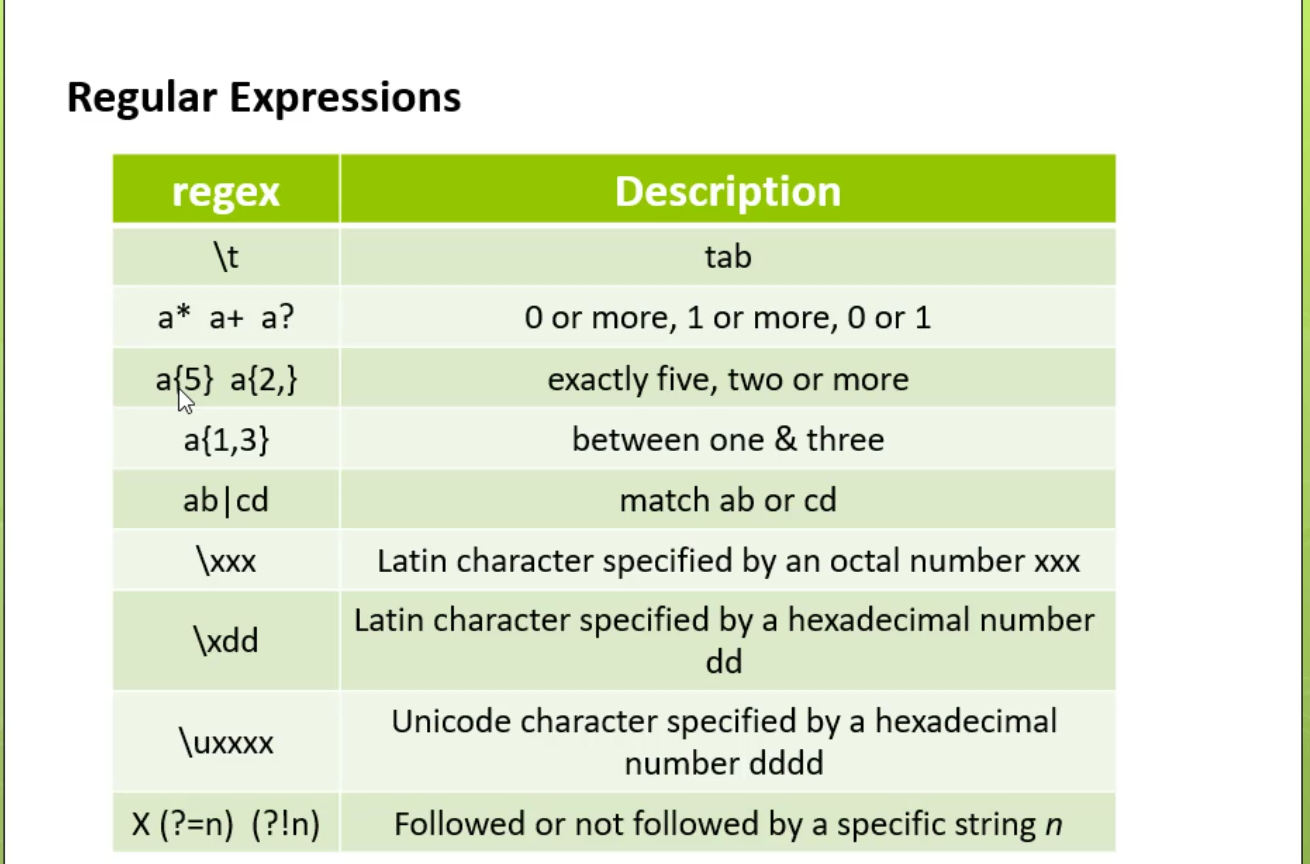 Regular Expressions
regex Description
\t tab
a* a+ a? 0 or more, 1 or more, 0 or 1
a{5} a{2,} exactly five, two or more
a{1,3} between one & three
ab|cd match ab or cd
\xxx Latin character specified by an octal number xxx
\xdd Latin character specified by a hexadecimal number
dd
\uxxxx Unicode character specified by a hexadecimal
number dddd
X (?=n) (?!n) Followed or not followed by a specific string n